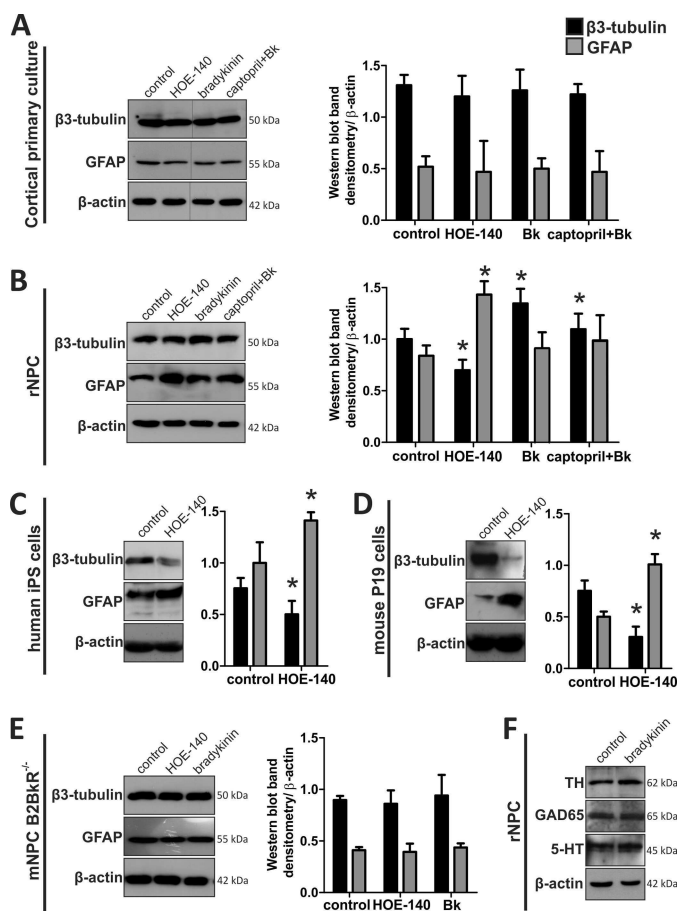 A
Cortical primary culture
control
HOE-140
bradykinin
captopril+Bk
β3-tubulin
50 kDa
GFAP
55 kDa
β-actin
42 kDa
β3-tubulin
GFAP
Western blot band
densitometry/ β-actin
1.5
1.0
0.5
0.0
control HOE-140 Bk captopril+Bk
B
rNPC
control
HOE-140
bradykinin
captopril+Bk
β3-tubulin
50 kDa
GFAP
55 kDa
β-actin
42 kDa
Western blot band
densitometry/ β-actin
1.5
1.0
0.5
0.0
* * * *
control HOE-140 Bk captopril+Bk
C
human iPS cells
control
HOE-140
β3-tubulin
GFAP
β-actin
1.5
1.0
0.5
0.0
* *
control HOE-140
D
mouse P19 cells
control
HOE-140
β3-tubulin
GFAP
β-actin
1.5
1.0
0.5
0.0
* *
control HOE-140
E
mNPC B2BkR-/-
control
HOE-140
bradykinin
β3-tubulin
50 kDa
GFAP
55 kDa
β-actin
42 kDa
Western blot band
densitometry/ β-actin
1.5
1.0
0.5
0.0
control HOE-140 Bk
F
rNPC
control
bradykinin
TH
62 kDa
GAD65
65 kDa
5-HT
45 kDa
β-actin
42 kDa